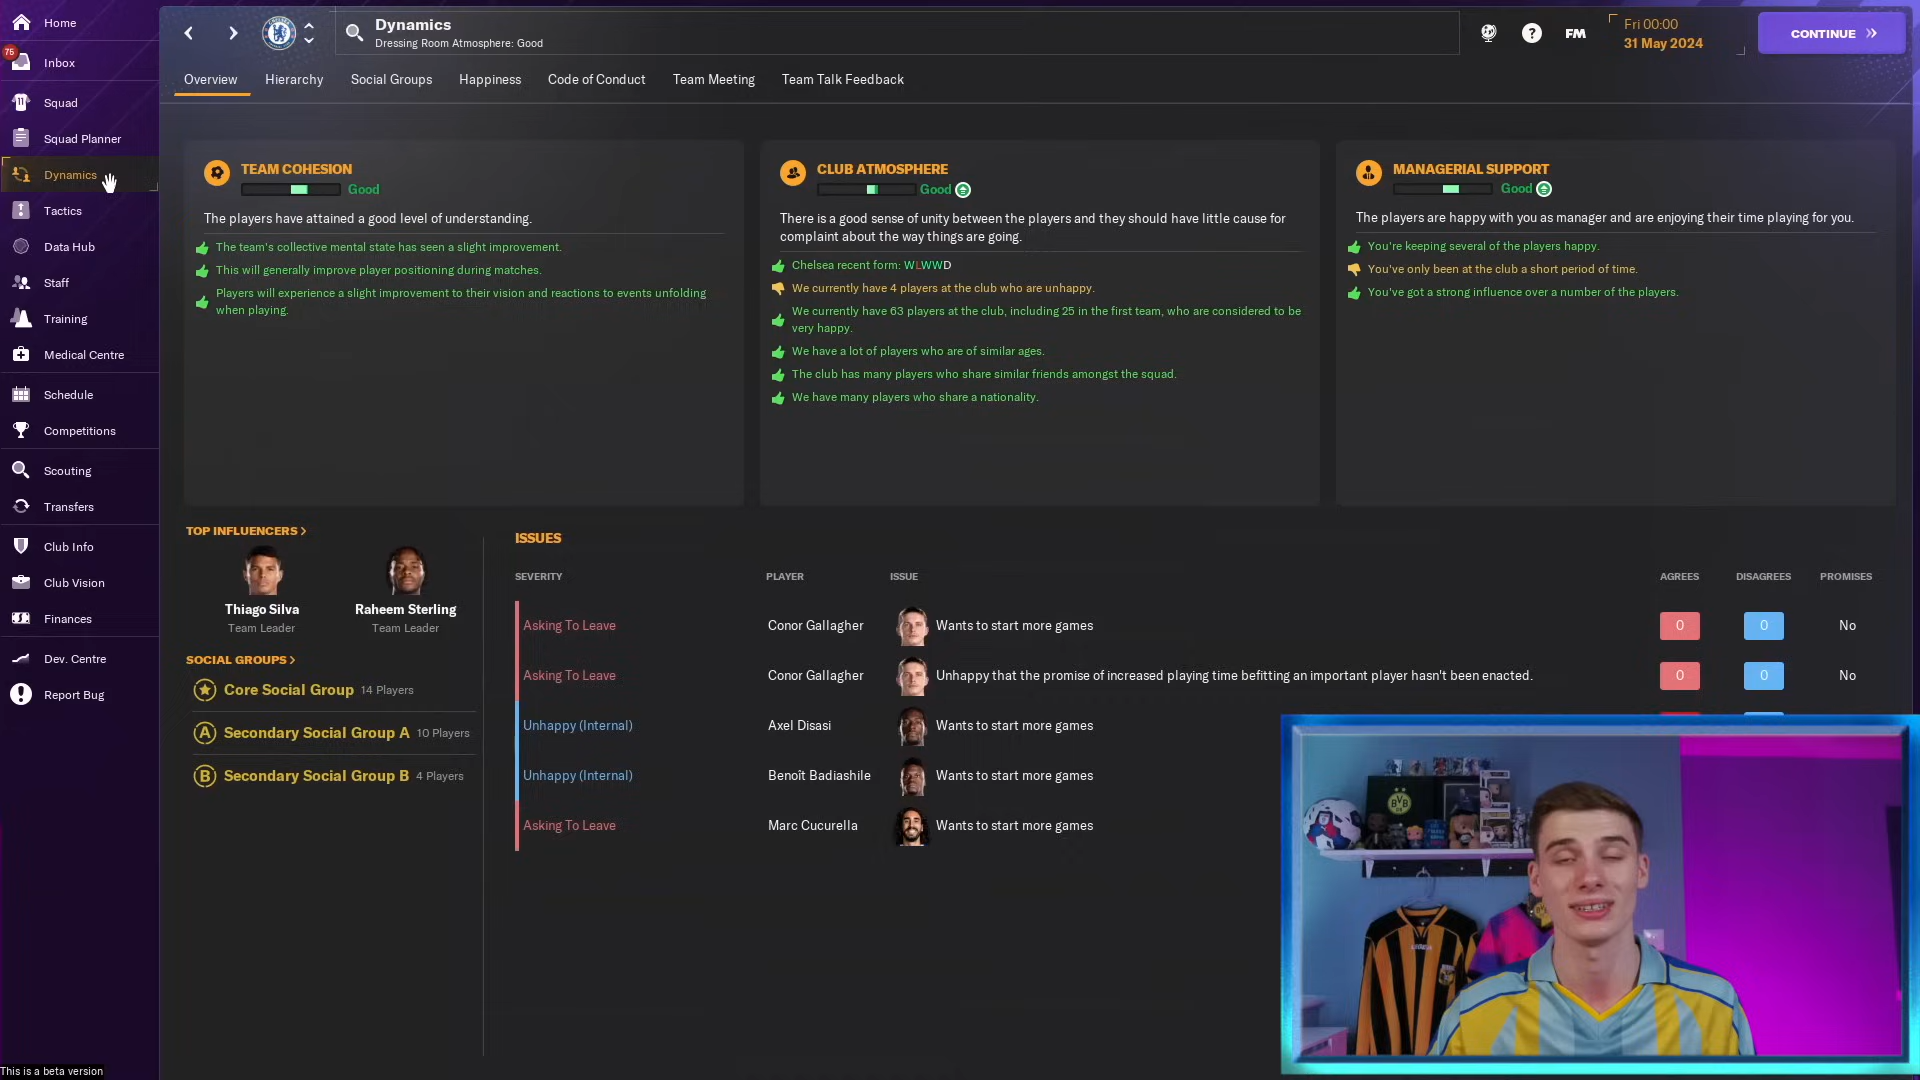 Home
75
Inbox
Squad
Squad Planner
Dynamics
Tactics
Data Hub
Staff
Training
Medical Centre
Schedule
Competitions
Scouting
Transfers
Club Info
Club Vision
Finances
Dev. Centre
Report Bug
This is a beta version
Dynamics
Dressing Room Atmosphere: Good
?
FM
Fri 00:00
31 May 2024
CONTINUE
Overview
Hierarchy
Social Groups
Happiness
Code of Conduct
Team Meeting
Team Talk Feedback
TEAM COHESION
Good
The players have attained a good level of understanding.
The team's collective mental state has seen a slight improvement.
This will generally improve player positioning during matches.
Players will experience a slight improvement to their vision and reactions to events unfolding
when playing.
CLUB ATMOSPHERE
Good
There is a good sense of unity between the players and they should have little cause for
complaint about the way things are going.
Chelsea recent form: WLWWD
We currently have 4 players at the club who are unhappy.
We currently have 63 players at the club, including 25 in the first team, who are considered to be
very happy.
We have a lot of players who are of similar ages.
The club has many players who share similar friends amongst the squad.
We have many players who share a nationality.
MANAGERIAL SUPPORT
Good
The players are happy with you as manager and are enjoying their time playing for you.
You're keeping several of the players happy.
You've only been at the club a short period of time.
You've got a strong influence over a number of the players.
TOP INFLUENCERS >
Thiago Silva
Team Leader
Raheem Sterling
Team Leader
SOCIAL GROUPS >
Core Social Group 14 Players
A Secondary Social Group A 10 Players
B Secondary Social Group B 4 Players
ISSUES
SEVERITY PLAYER ISSUE AGREES DISAGREES PROMISES
Asking To Leave Conor Gallagher Wants to start more games 0 0 No
Asking To Leave Conor Gallagher Unhappy that the promise of increased playing time befitting an important player hasn't been enacted. 0 0 No
Unhappy (Internal) Axel Disasi Wants to start more games
Unhappy (Internal) Benoît Badiashile Wants to start more games
Asking To Leave Marc Cucurella Wants to start more games
BVB